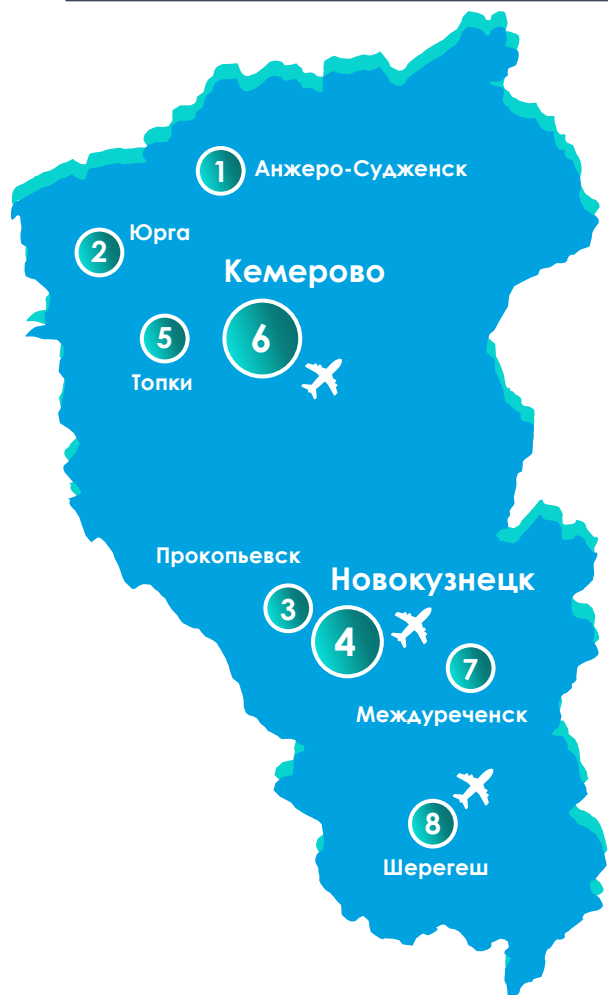 1
Анжеро-Судженск
Юрга
2
Кемерово
5
6
Топки
Прокопьевск
Новокузнецк
3
4
7
Междуреченск
8
Шерегеш